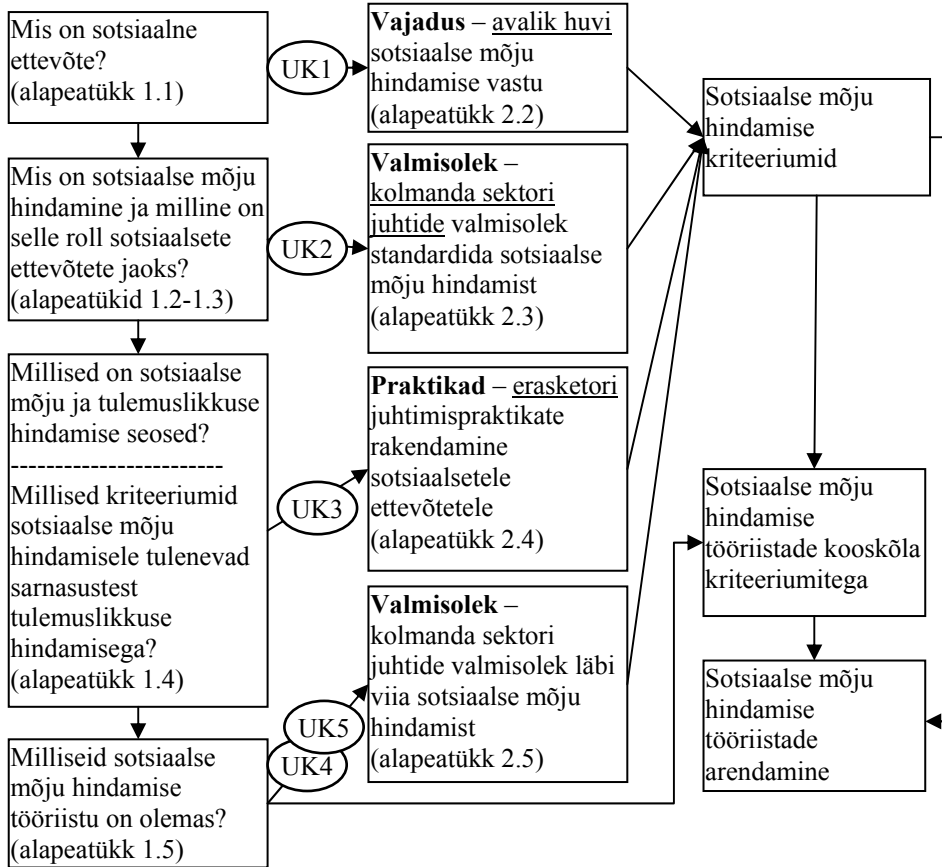 Mis on sotsiaalne
ettevõte?
(alapeatükk 1.1)
UK1
Vajadus – avalik huvi
sotsiaalse mõju
hindamise vastu
(alapeatükk 2.2)
Mis on sotsiaalse mõju
hindamine ja milline on
selle roll sotsiaalsete
ettevõtete jaoks?
(alapeatükid 1.2-1.3)
UK2
Valmisolek –
kolmanda sektori
juhtide valmisolek
standardida sotsiaalse
mõju hindamist
(alapeatükk 2.3)
Millised on sotsiaalse
mõju ja tulemuslikkuse
hindamise seosed?
------------------------
Millised kriteeriumid
sotsiaalse mõju
hindamisele tulenevad
sarnasustest
tulemuslikkuse
hindamisega?
(alapeatükk 1.4)
UK3
Praktikad – erasketori
juhtimispraktikate
rakendamine
sotsiaalsetele
ettevõtetele
(alapeatükk 2.4)
Milliseid sotsiaalse
mõju hindamise
tööriistu on olemas?
(alapeatükk 1.5)
UK5
UK4
Valmisolek –
kolmanda sektori
juhtide valmisolek läbi
viia sotsiaalse mõju
hindamist
(alapeatükk 2.5)
Sotsiaalse mõju
hindamise
kriteeriumid
Sotsiaalse mõju
hindamise
tööriistade kooskõla
kriteeriumitega
Sotsiaalse mõju
hindamise
tööriistade
arendamine